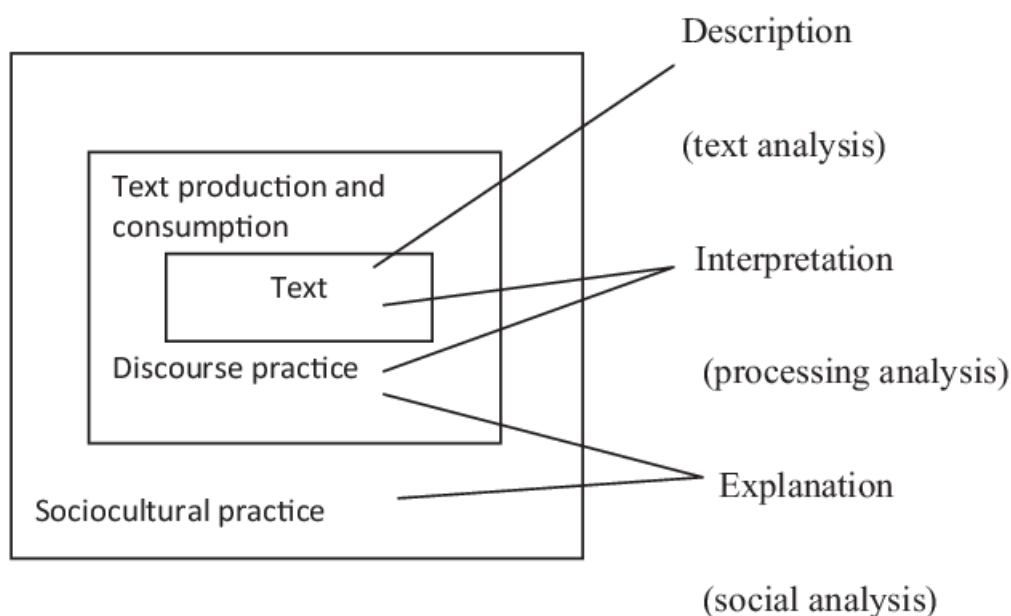 Description
(text analysis)
Text production and
consumption
Text
Interpretation
Discourse practice
(processing analysis)
Explanation
Sociocultural practice
(social analysis)